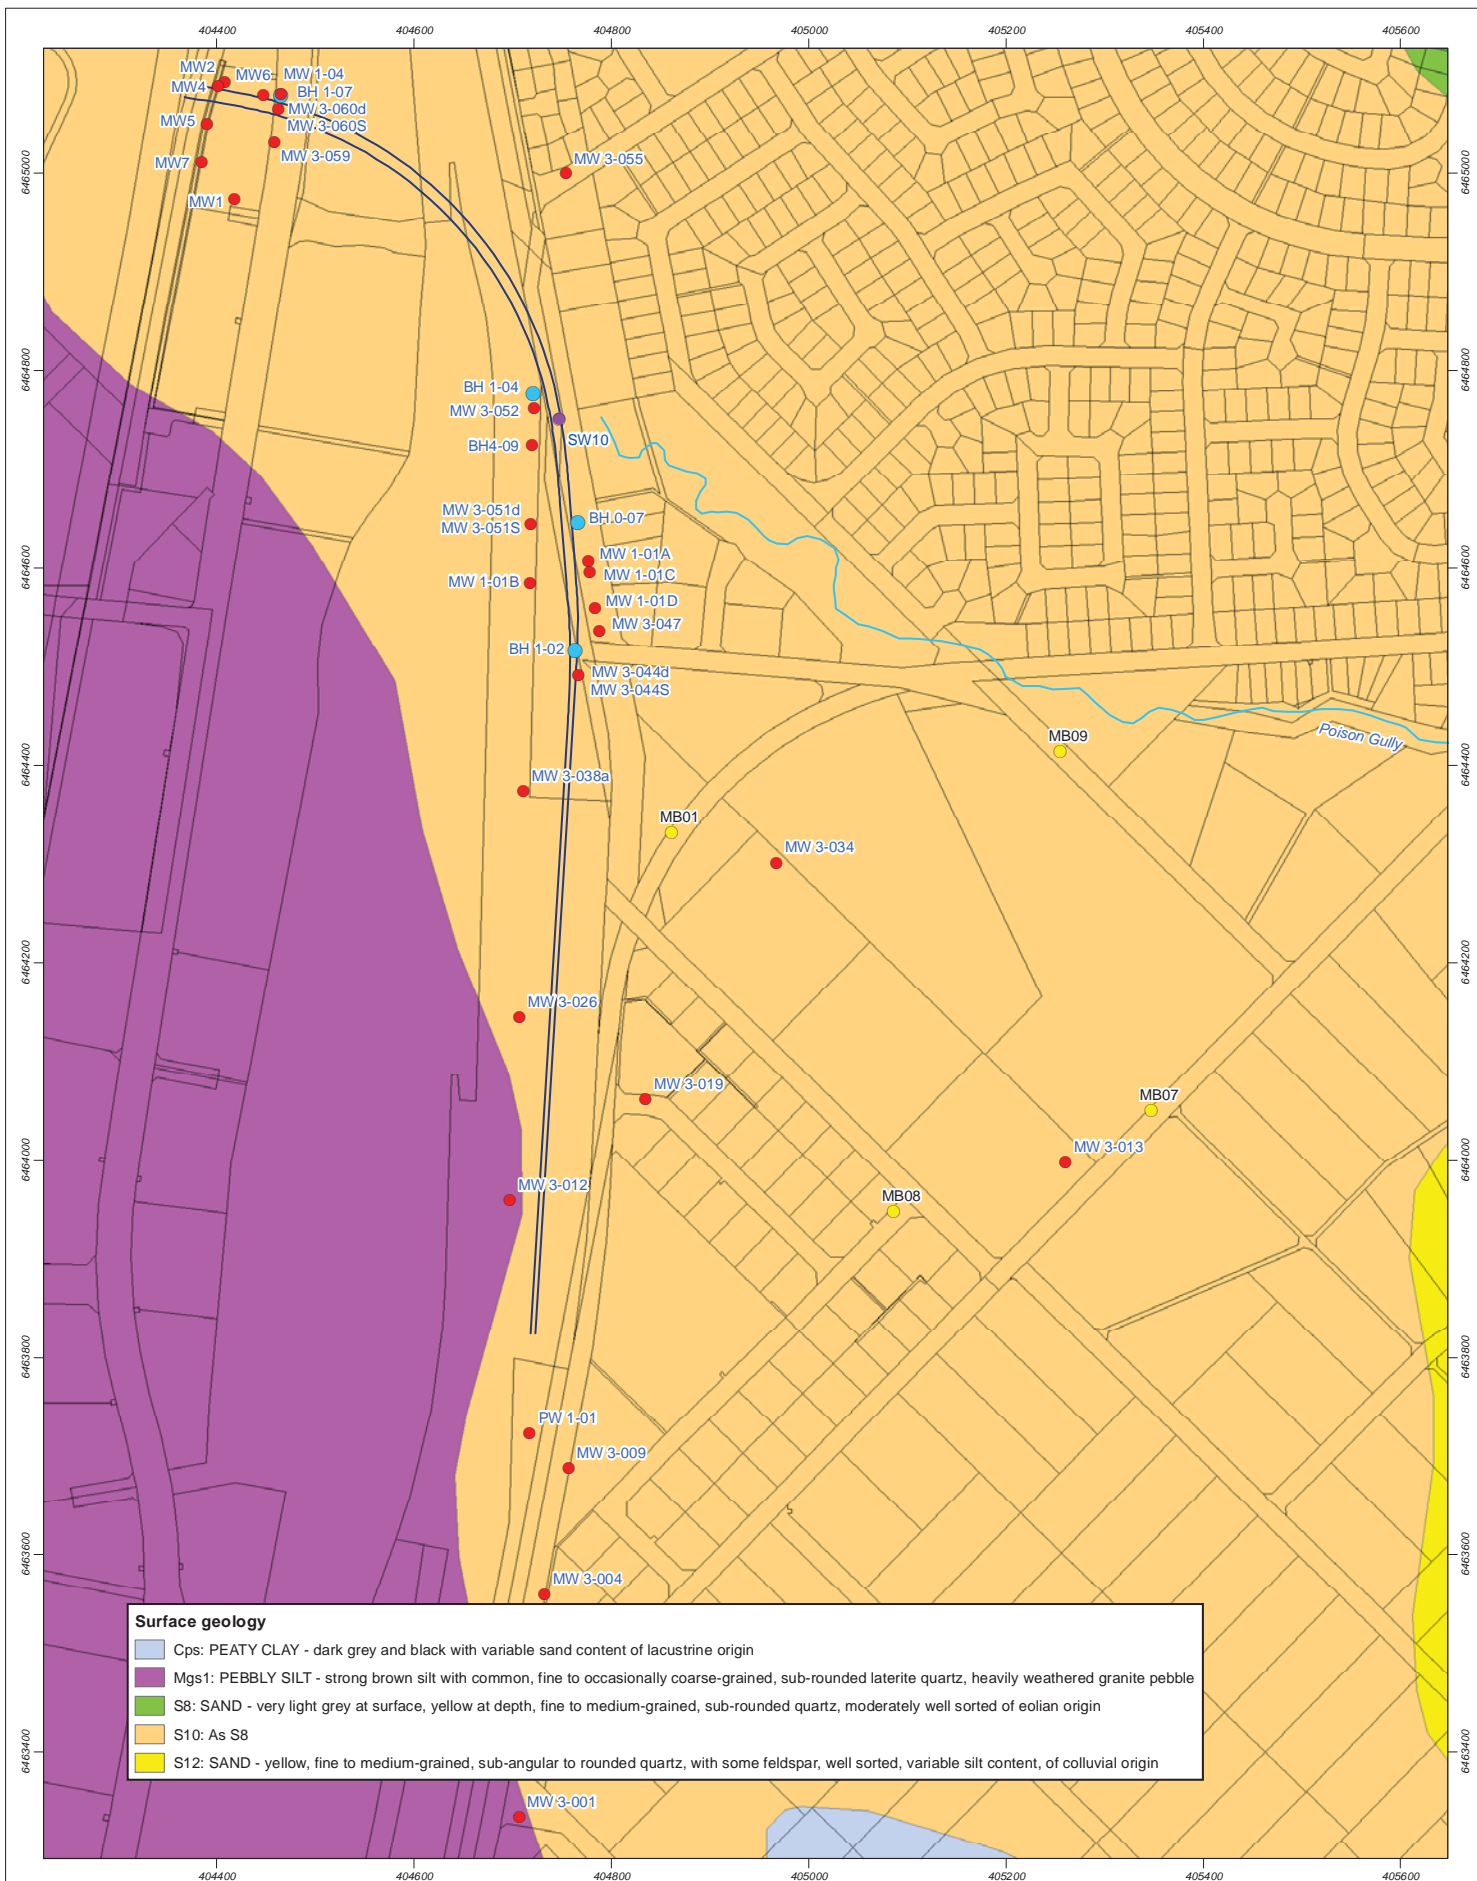 404400 404600 404800 405000 405200 405400 405600
MW2
MW6
MW 1-04
MW4
BH 1-07
MW 3-060d
MW5
MW 3-060S
MW7
MW 3-059
MW 3-055
MW1
6465000
6465000
6464800
6464800
BH 1-04
MW 3-052
SW10
BH4-09
MW 3-051d
MW 3-051S
BH 0-07
MW 1-01A
MW 1-01C
MW 1-01B
6464600
6464600
MW 1-01D
MW 3-047
BH 1-02
MW 3-044d
MW 3-044S
Poison Gully
MB09
6464400
6464400
MW 3-038a
MB01
MW 3-034
6464200
6464200
MW 3-026
MW 3-019
MB07
MW 3-013
6464000
6464000
MW 3-012
MB08
6463800
6463800
PW 1-01
MW 3-009
6463600
6463600
MW 3-004
Surface geology
Cps: PEATY CLAY - dark grey and black with variable sand content of lacustrine origin
Mgs1: PEBBLY SILT - strong brown silt with common, fine to occasionally coarse-grained, sub-rounded laterite quartz, heavily weathered granite pebble
S8: SAND - very light grey at surface, yellow at depth, fine to medium-grained, sub-rounded quartz, moderately well sorted of eolian origin
S10: As S8
S12: SAND - yellow, fine to medium-grained, sub-angular to rounded quartz, with some feldspar, well sorted, variable silt content, of colluvial origin
6463400
6463400
MW 3-001
404400 404600 404800 405000 405200 405400 405600